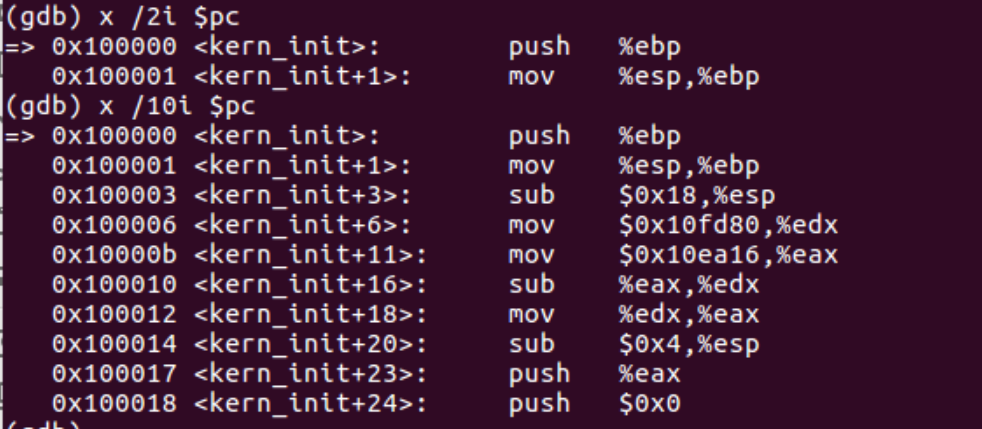 (gdb) x /2i $pc
=> 0x100000 <kern_init>:        push   %ebp
   0x100001 <kern_init+1>:      mov    %esp,%ebp
(gdb) x /10i $pc
=> 0x100000 <kern_init>:        push   %ebp
   0x100001 <kern_init+1>:      mov    %esp,%ebp
   0x100003 <kern_init+3>:      sub    $0x18,%esp
   0x100006 <kern_init+6>:      mov    $0x10fd80,%edx
   0x10000b <kern_init+11>:     mov    $0x10ea16,%eax
   0x100010 <kern_init+16>:     sub    %eax,%edx
   0x100012 <kern_init+18>:     mov    %edx,%eax
   0x100014 <kern_init+20>:     sub    $0x4,%esp
   0x100017 <kern_init+23>:     push   %eax
   0x100018 <kern_init+24>:     push   $0x0
(gdb)